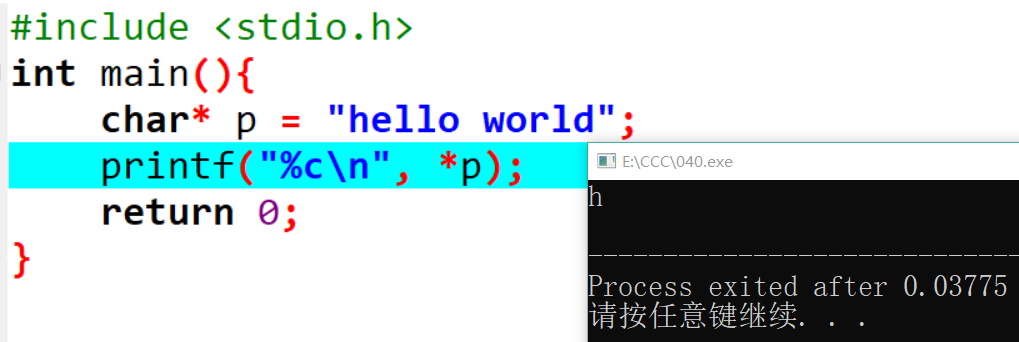 #include <stdio.h>
int main(){
    char* p = "hello world";
    printf("%c\n", *p);
    return 0;
}
E:\CCC\040.exe
h
----------------------------
Process exited after 0.03775
请按任意键继续. . .